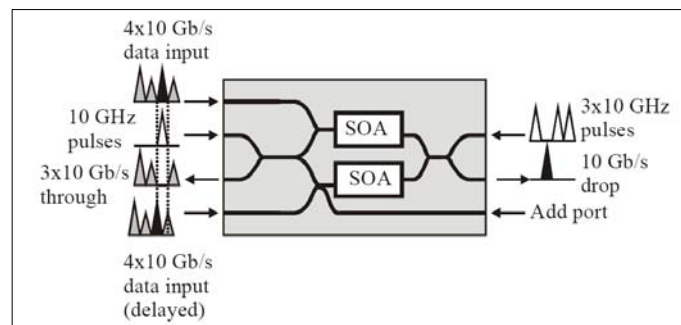 4x10 Gb/s
data input
10 GHz
pulses
3x10 Gb/s
through
4x10 Gb/s
data input
(delayed)
SOA
SOA
3x10 GHz
pulses
10 Gb/s
drop
Add port